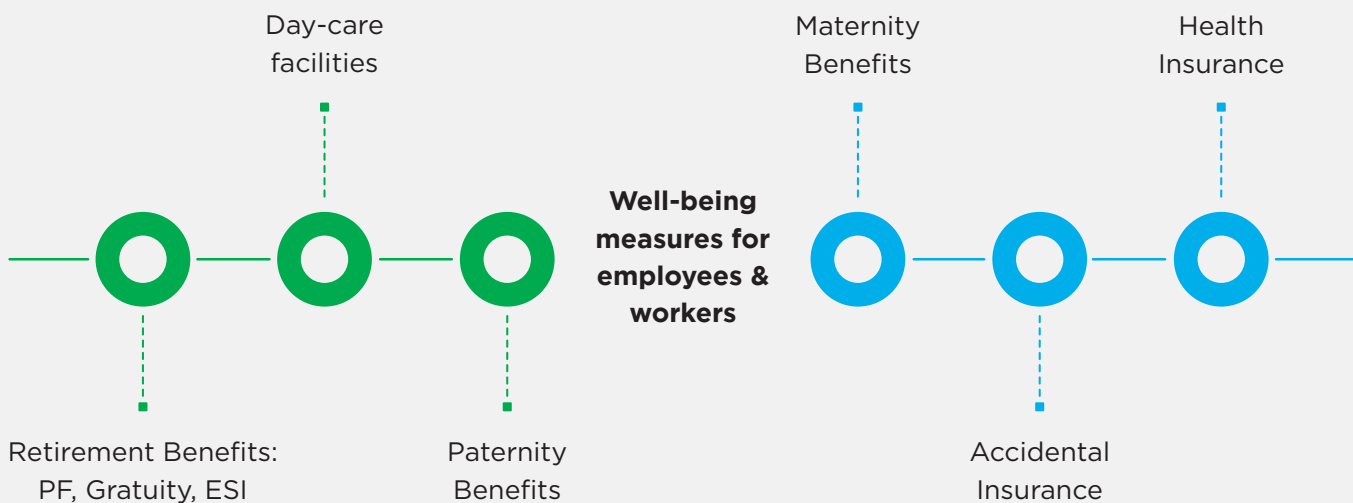 Day-care
facilities
Maternity
Benefits
Health
Insurance
Well-being
measures for
employees &
workers
Retirement Benefits:
PF, Gratuity, ESI
Paternity
Benefits
Accidental
Insurance